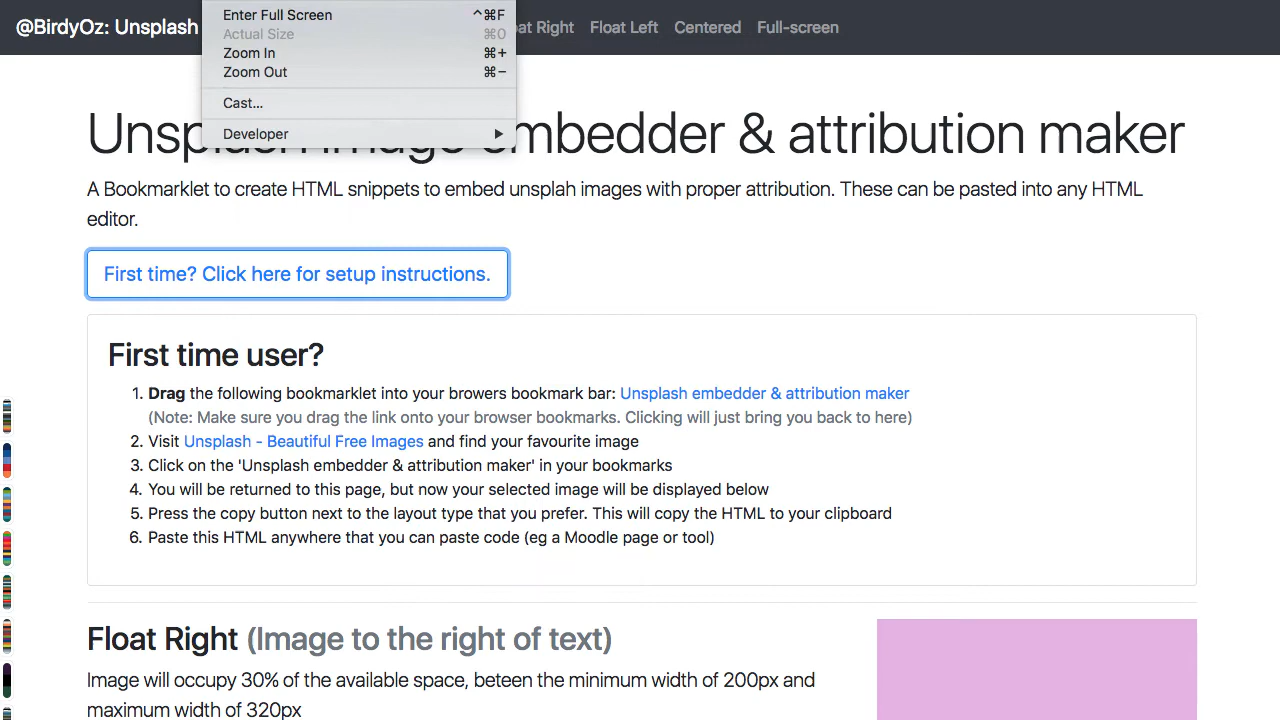 @BirdyOz: Unsplash
at Right Float Left Centered Full-screen
Enter Full Screen ^⌘F
Actual Size ⌘0
Zoom In ⌘+
Zoom Out ⌘−
Cast...
Developer ▶
embedder & attribution maker
A Bookmarklet to create HTML snippets to embed unsplah images with proper attribution. These can be pasted into any HTML
editor.
First time? Click here for setup instructions.
First time user?
1. Drag the following bookmarklet into your browers bookmark bar: Unsplash embedder & attribution maker
(Note: Make sure you drag the link onto your browser bookmarks. Clicking will just bring you back to here)
2. Visit Unsplash - Beautiful Free Images and find your favourite image
3. Click on the 'Unsplash embedder & attribution maker' in your bookmarks
4. You will be returned to this page, but now your selected image will be displayed below
5. Press the copy button next to the layout type that you prefer. This will copy the HTML to your clipboard
6. Paste this HTML anywhere that you can paste code (eg a Moodle page or tool)
Float Right (Image to the right of text)
Image will occupy 30% of the available space, beteen the minimum width of 200px and
maximum width of 320px